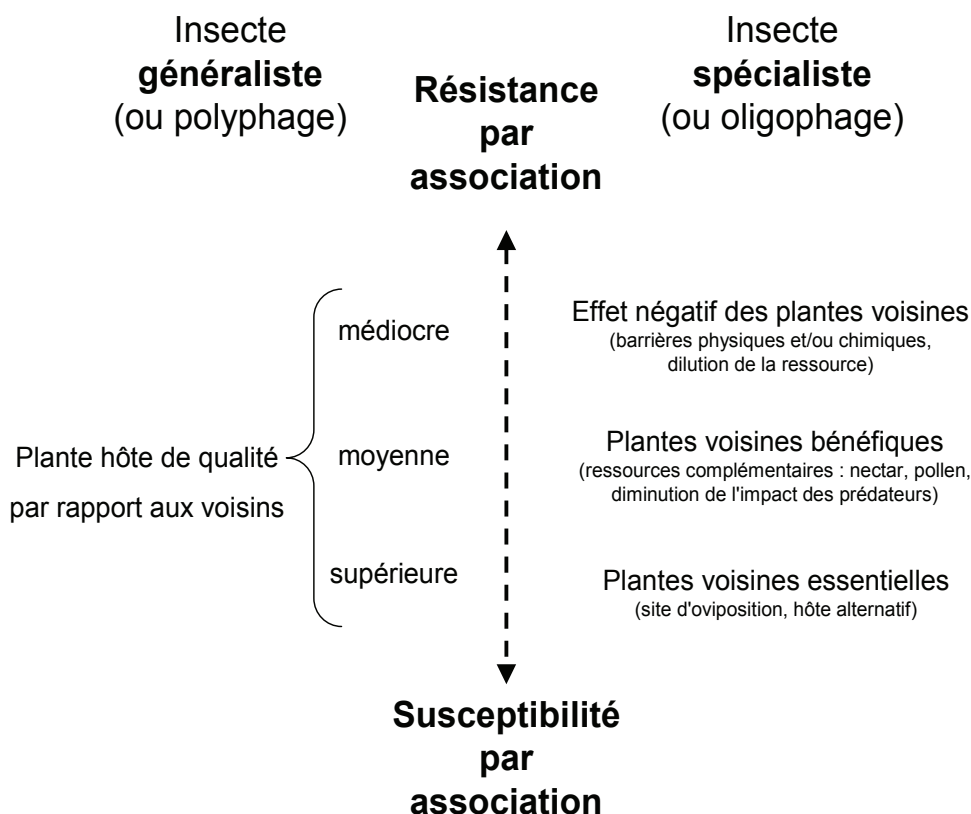 Insecte
généraliste
(ou polyphage)
Résistance
par
association
Insecte
spécialiste
(ou oligophage)
Plante hôte de qualité
par rapport aux voisins
médiocre
moyenne
supérieure
Effet négatif des plantes voisines
(barrières physiques et/ou chimiques,
dilution de la ressource)
Plantes voisines bénéfiques
(ressources complémentaires : nectar, pollen,
diminution de l'impact des prédateurs)
Plantes voisines essentielles
(site d'oviposition, hôte alternatif)
Susceptibilité
par
association